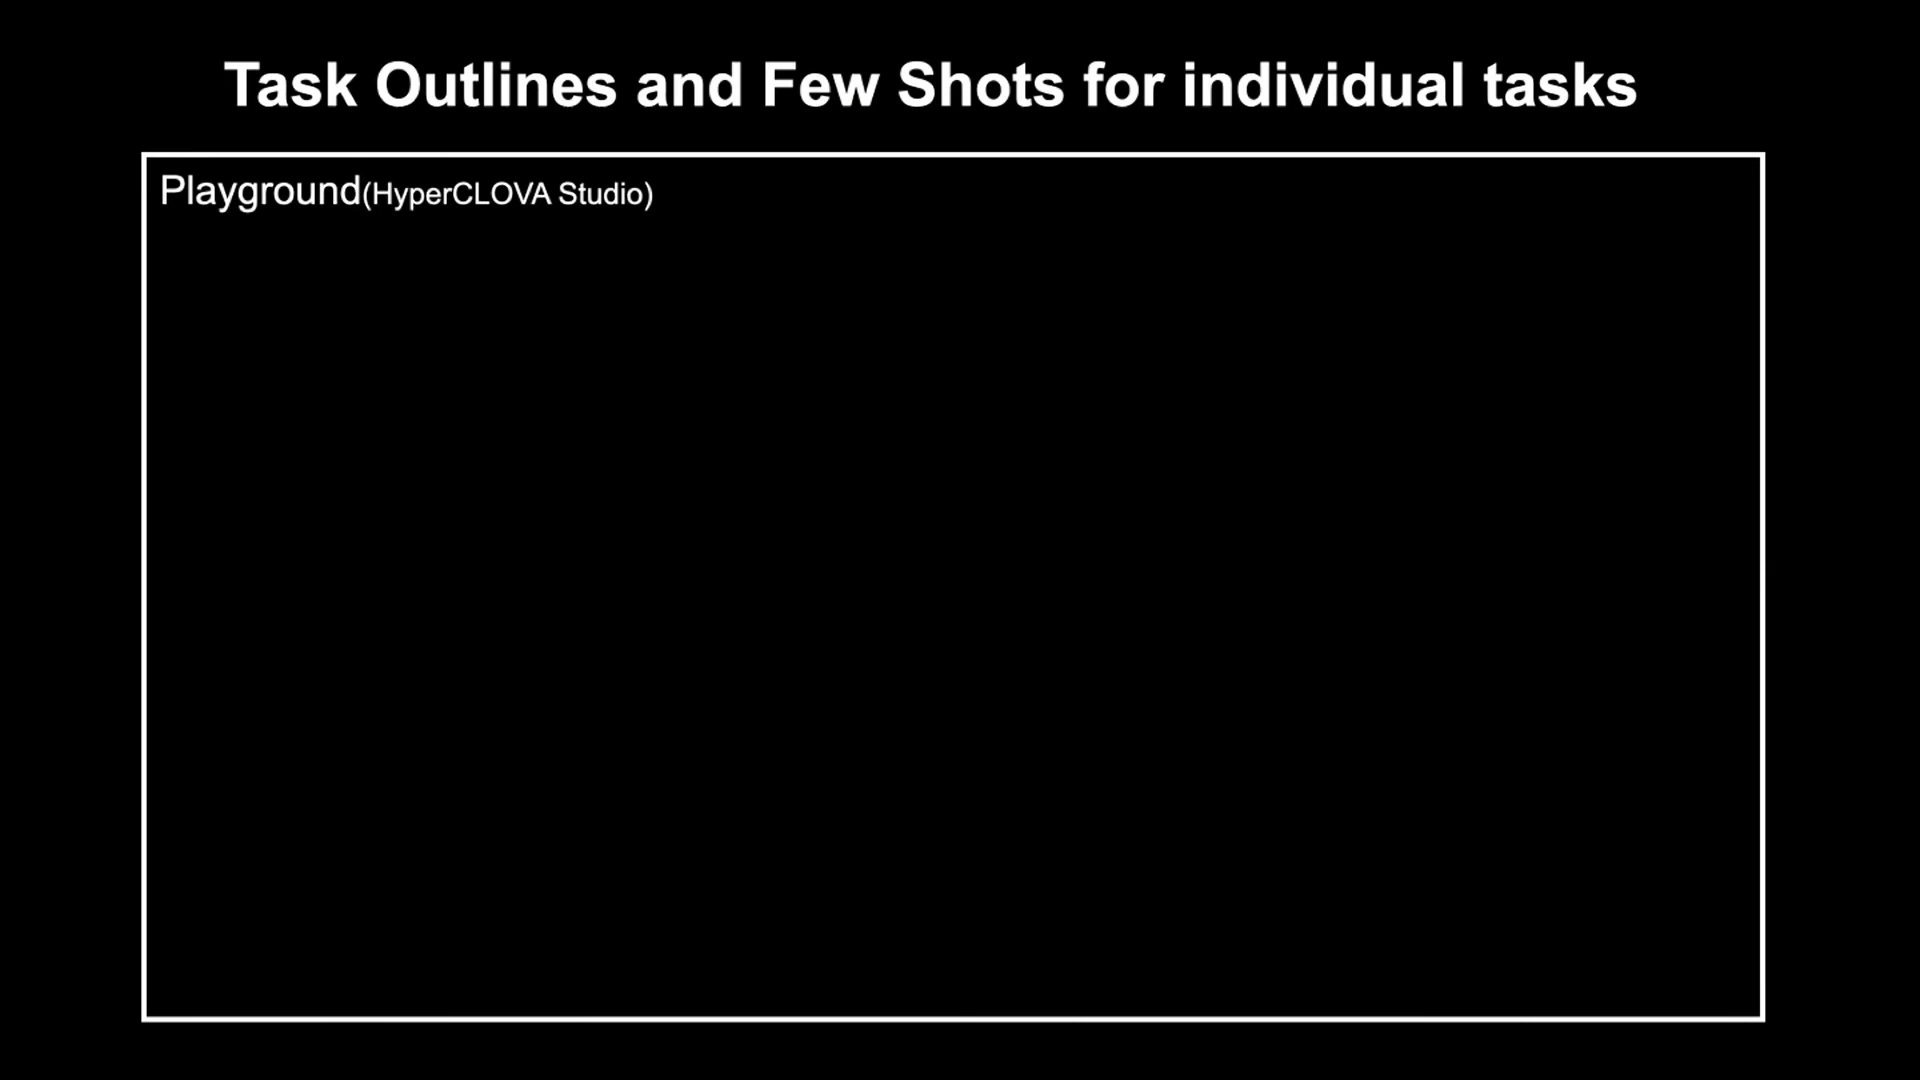 Task Outlines and Few Shots for individual tasks
Playground(HyperCLOVA Studio)